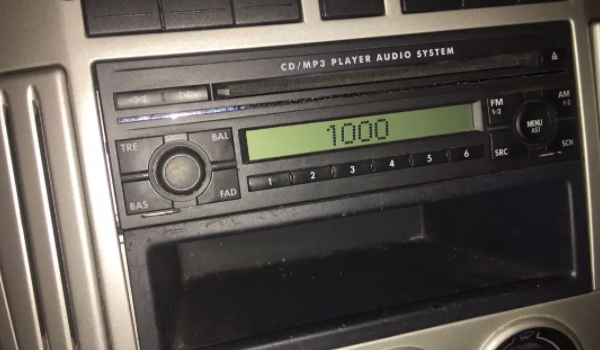 CD/MP3 PLAYER AUDIO SYSTEM
FM
1-2
AM
1-2
TRE
BAL
1000
MENU
AST
BAS
FAD
1 2 3 4 5 6
SRC
SCN